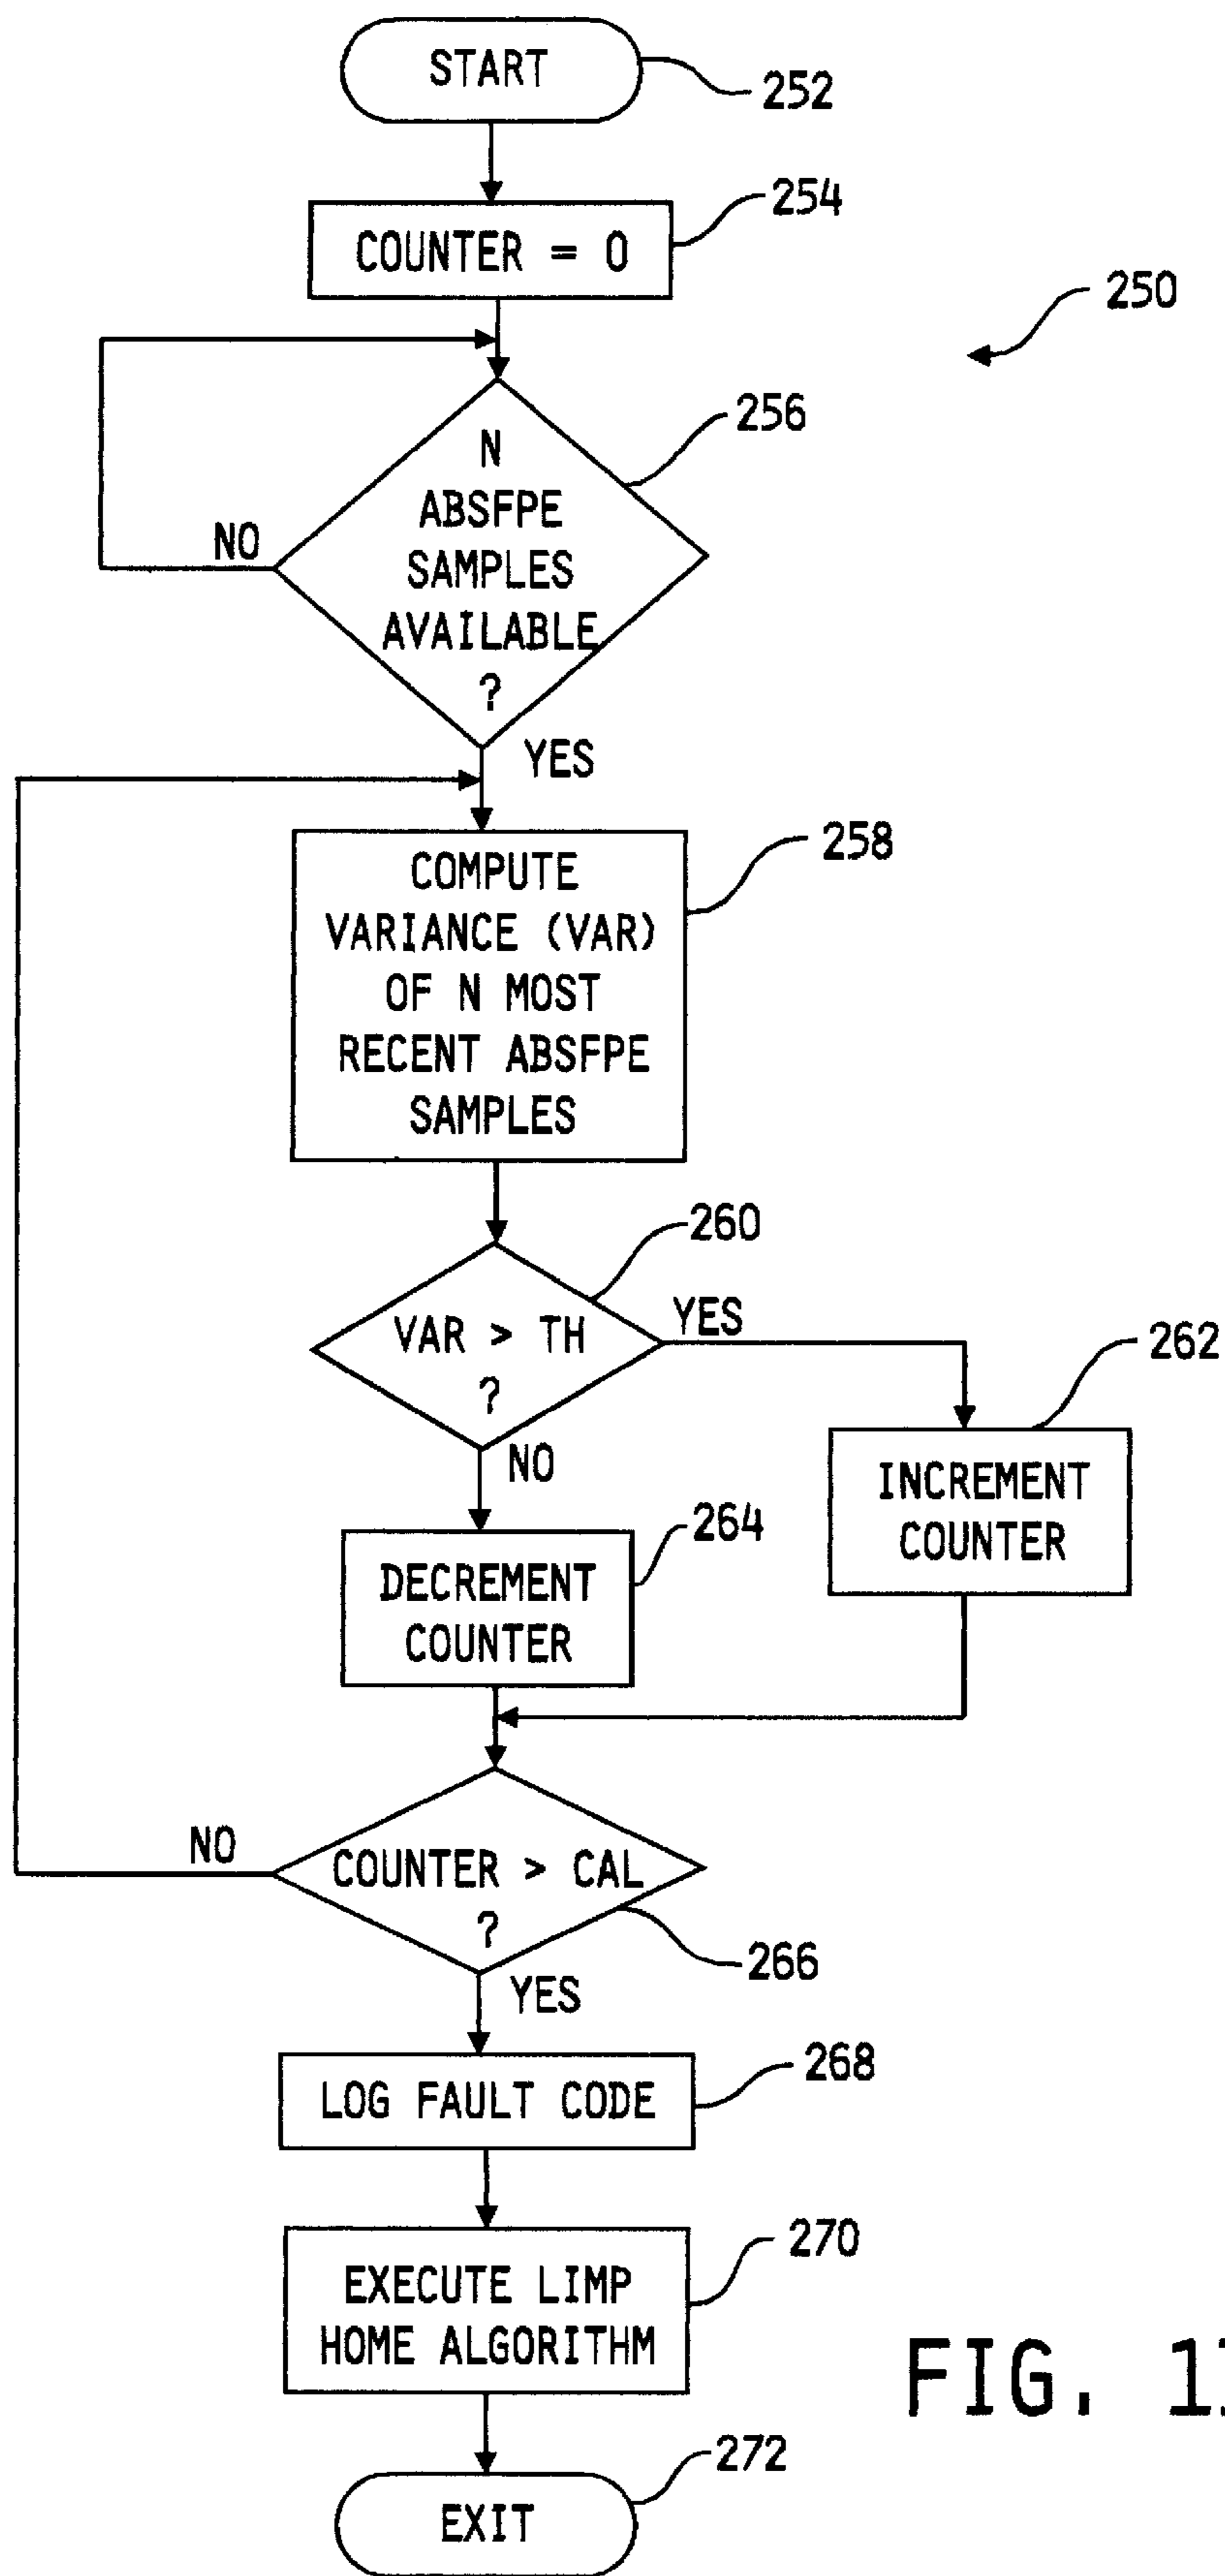 START
252
254
COUNTER = 0
250
256
N
ABSFPE
SAMPLES
AVAILABLE
?
NO
YES
258
COMPUTE
VARIANCE (VAR)
OF N MOST
RECENT ABSFPE
SAMPLES
260
VAR > TH
?
YES
262
NO
INCREMENT
COUNTER
264
DECREMENT
COUNTER
NO
COUNTER > CAL
?
266
YES
268
LOG FAULT CODE
270
EXECUTE LIMP
HOME ALGORITHM
FIG.
272
EXIT